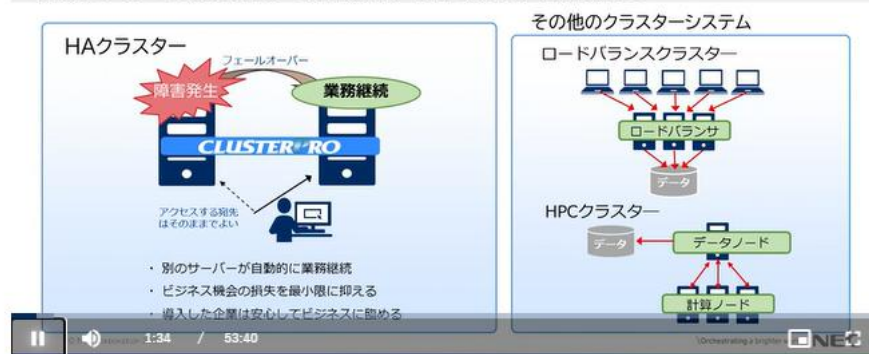 HAクラスター
フェールオーバー
障害発生
業務継続
CLUSTERPRO
アクセスする宛先
はそのままでよい
・ 別のサーバーが自動的に業務継続
・ ビジネス機会の損失を最小限に抑える
・ 導入した企業は安心してビジネスに臨める
その他のクラスターシステム
ロードバランスクラスター
ロードバランサ
データ
HPCクラスター
データ
データノード
計算ノード
1:34 / 53:40
\Orchestrating a brighter
NEC